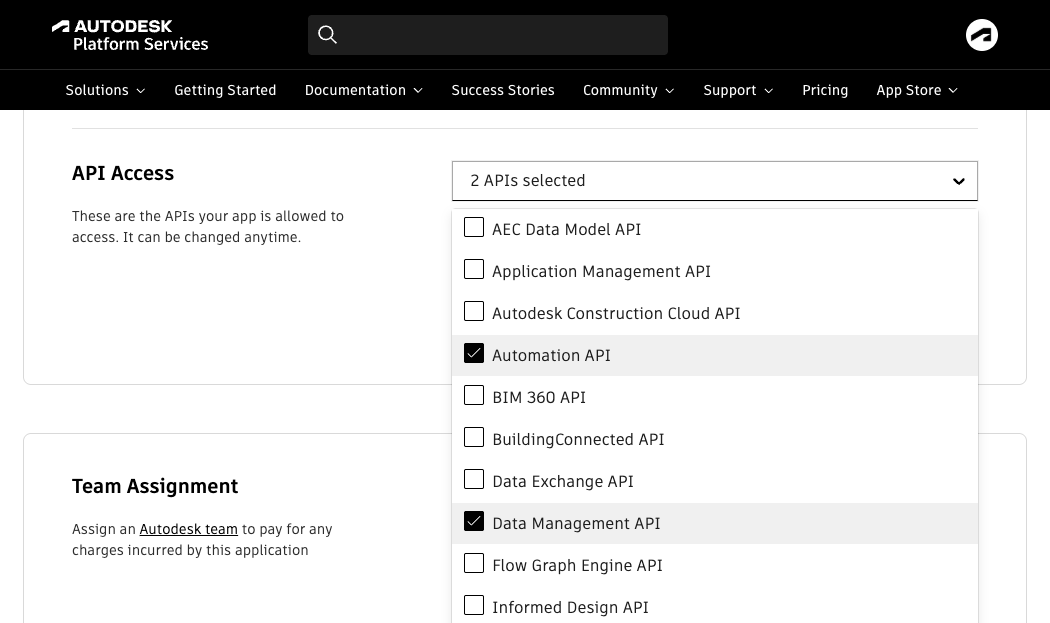 AUTODESK
Platform Services
Solutions Getting Started Documentation Success Stories Community Support Pricing App Store
API Access
2 APIs selected
These are the APIs your app is allowed to
access. It can be changed anytime.
AEC Data Model API
Application Management API
Autodesk Construction Cloud API
Automation API
BIM 360 API
BuildingConnected API
Data Exchange API
Data Management API
Flow Graph Engine API
Informed Design API
Team Assignment
Assign an Autodesk team to pay for any
charges incurred by this application